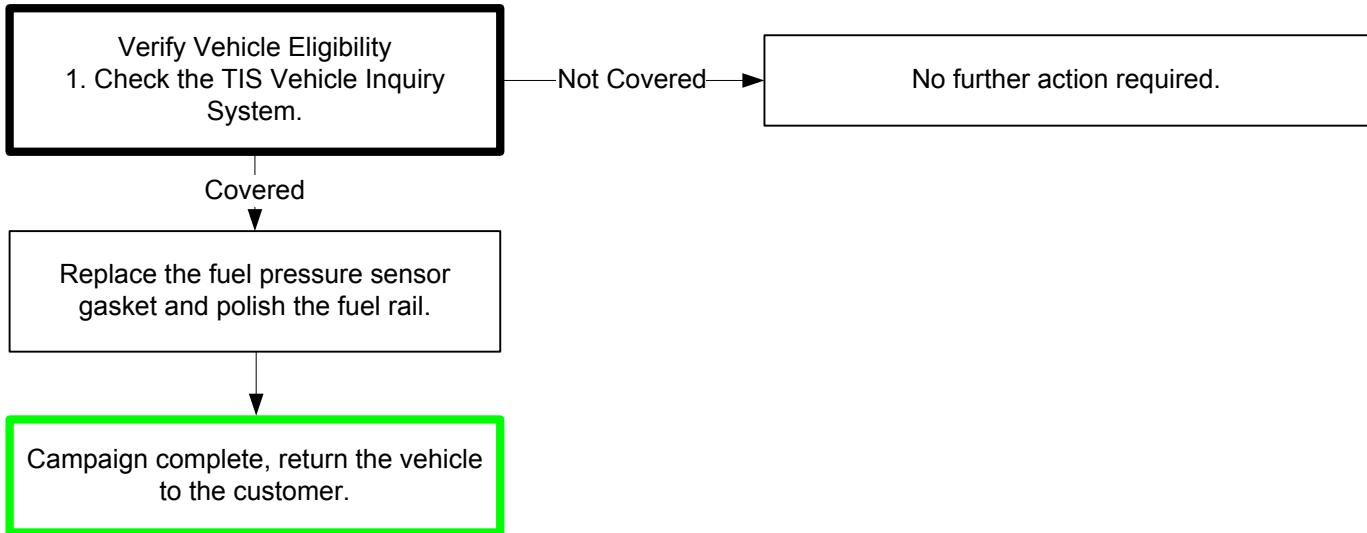 Verify Vehicle Eligibility
1. Check the TIS Vehicle Inquiry
System.
Not Covered
No further action required.
Covered
Replace the fuel pressure sensor
gasket and polish the fuel rail.
Campaign complete, return the vehicle
to the customer.